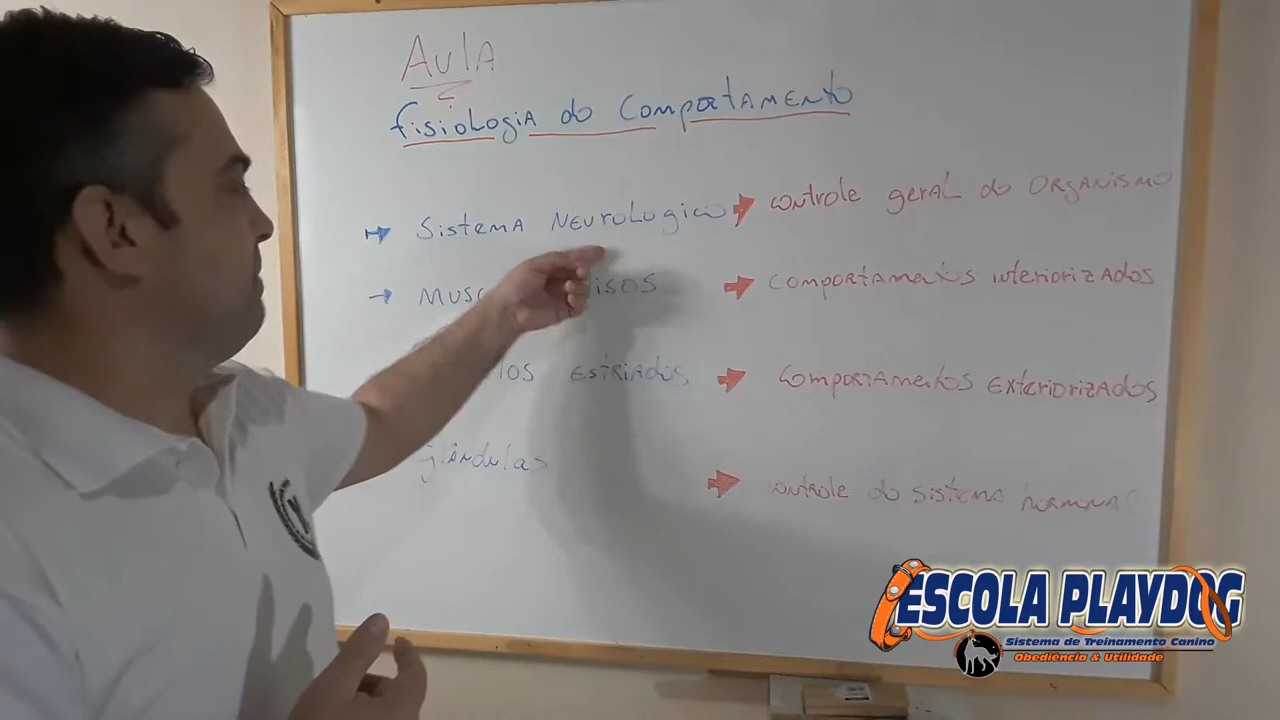 Aula
fisiologia do comportamento
Sistema Neurologico controle geral do organismo
isos comportamentos interiorizados
estriados comportamentos exteriorizados
glândulas controle do sistema
ESCOLA PLAYDOG
Sistema de Treinamento Canino
Obediência & Utilidade